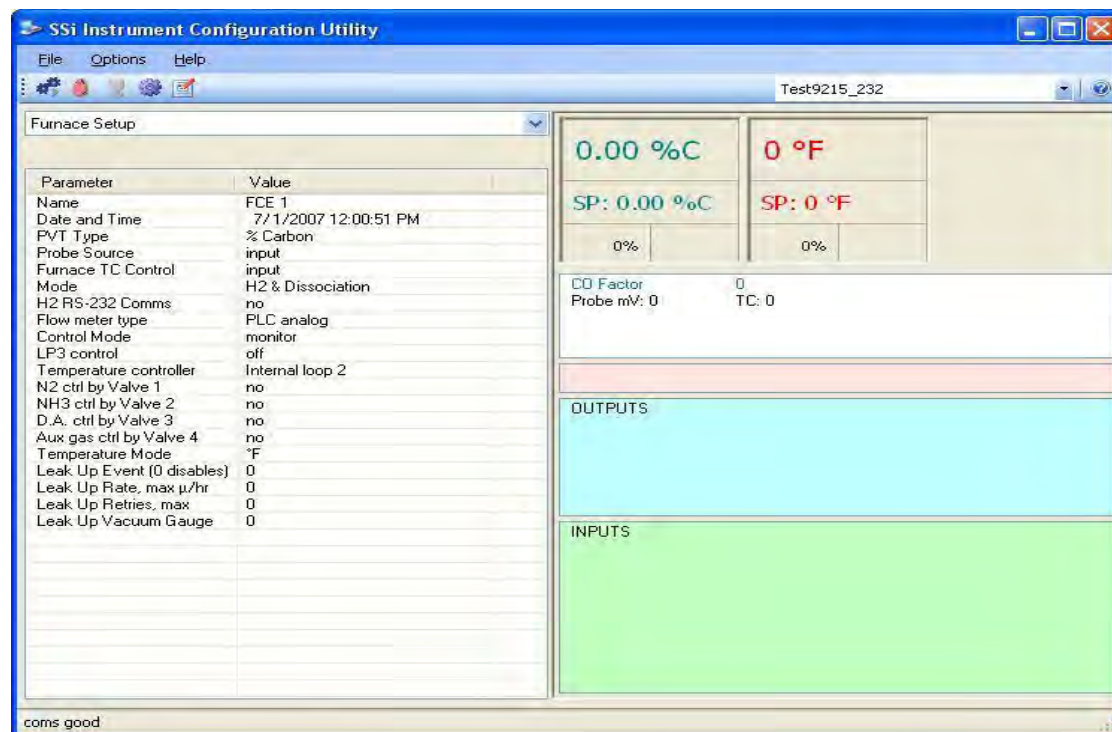 SSi Instrument Configuration Utility
File Options Help
Test9215_232
Furnace Setup
Parameter Value
Name FCE 1
Date and Time 7/1/2007 12:00:51 PM
PVT Type % Carbon
Probe Source input
Furnace TC Control input
Mode H2 & Dissociation
H2 RS-232 Comms no
Flow meter type PLC analog
Control Mode monitor
LP3 control off
Temperature controller Internal loop 2
N2 ctrl by Valve 1 no
NH3 ctrl by Valve 2 no
D.A. ctrl by Valve 3 no
Aux gas ctrl by Valve 4 no
Temperature Mode °F
Leak Up Event (0 disables) 0
Leak Up Rate, max µ/hr 0
Leak Up Retries, max 0
Leak Up Vacuum Gauge 0
0.00 %C 0 °F
SP: 0.00 %C SP: 0 °F
0% 0%
CO Factor 0
Probe mV: 0 TC: 0
OUTPUTS
INPUTS
coms good